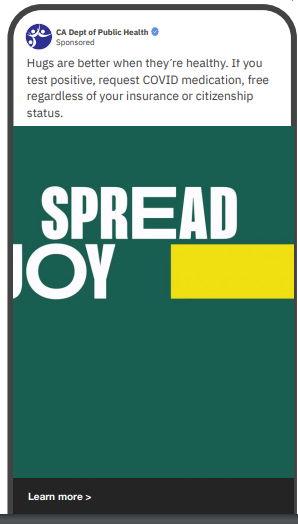 CA Dept of Public Health
Sponsored
Hugs are better when they're healthy. If you
test positive, request COVID medication, free
regardless of your insurance or citizenship
status.
SPREAD
JOY
Learn more >